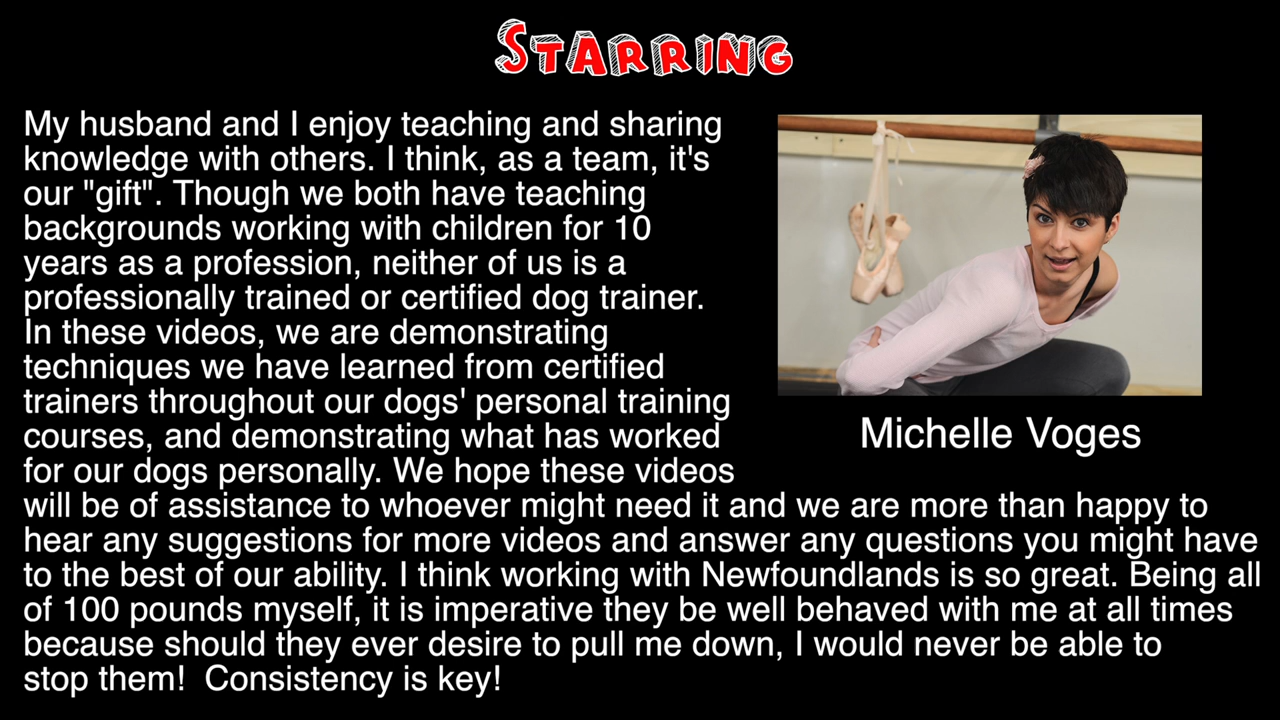 STARRING
My husband and I enjoy teaching and sharing
knowledge with others. I think, as a team, it's
our "gift". Though we both have teaching
backgrounds working with children for 10
years as a profession, neither of us is a
professionally trained or certified dog trainer.
In these videos, we are demonstrating
techniques we have learned from certified
trainers throughout our dogs' personal training
courses, and demonstrating what has worked
for our dogs personally. We hope these videos
will be of assistance to whoever might need it and we are more than happy to
hear any suggestions for more videos and answer any questions you might have
to the best of our ability. I think working with Newfoundlands is so great. Being all
of 100 pounds myself, it is imperative they be well behaved with me at all times
because should they ever desire to pull me down, I would never be able to
stop them!  Consistency is key!
Michelle Voges